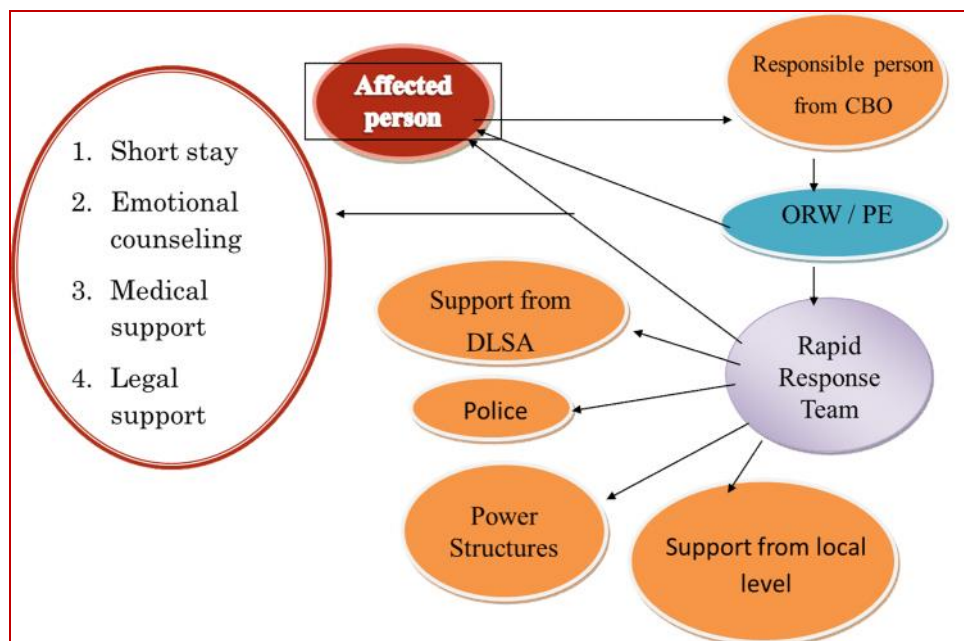 Affected
person
Responsible person
from CBO
1. Short stay
2. Emotional
counseling
3. Medical
support
4. Legal
support
ORW / PE
Support from
DLSA
Rapid
Response
Team
Police
Power
Structures
Support from local
level